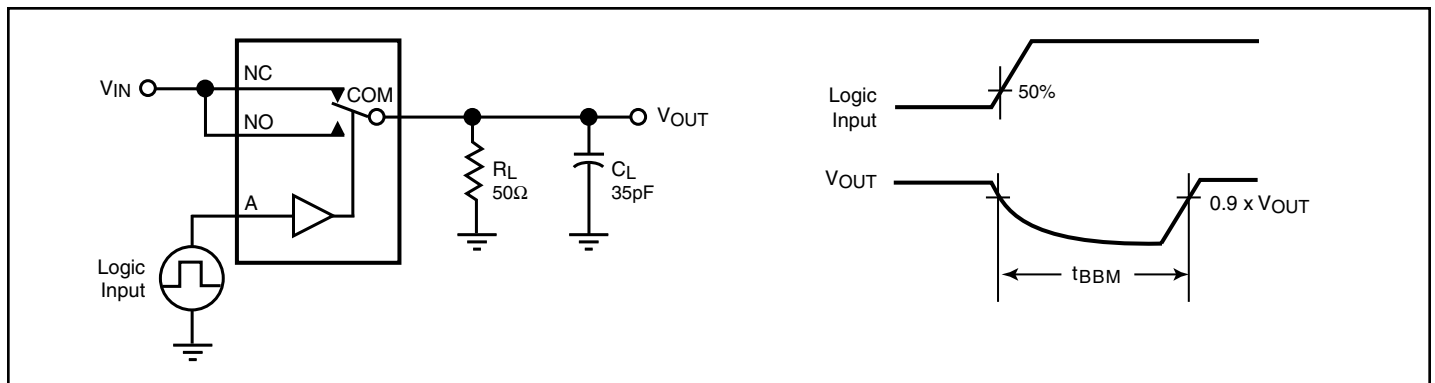 VIN
NC
NO
COM
A
Logic
Input
RL
50Ω
CL
35pF
VOUT
Logic
Input
50%
VOUT
0.9 x VOUT
tBBM